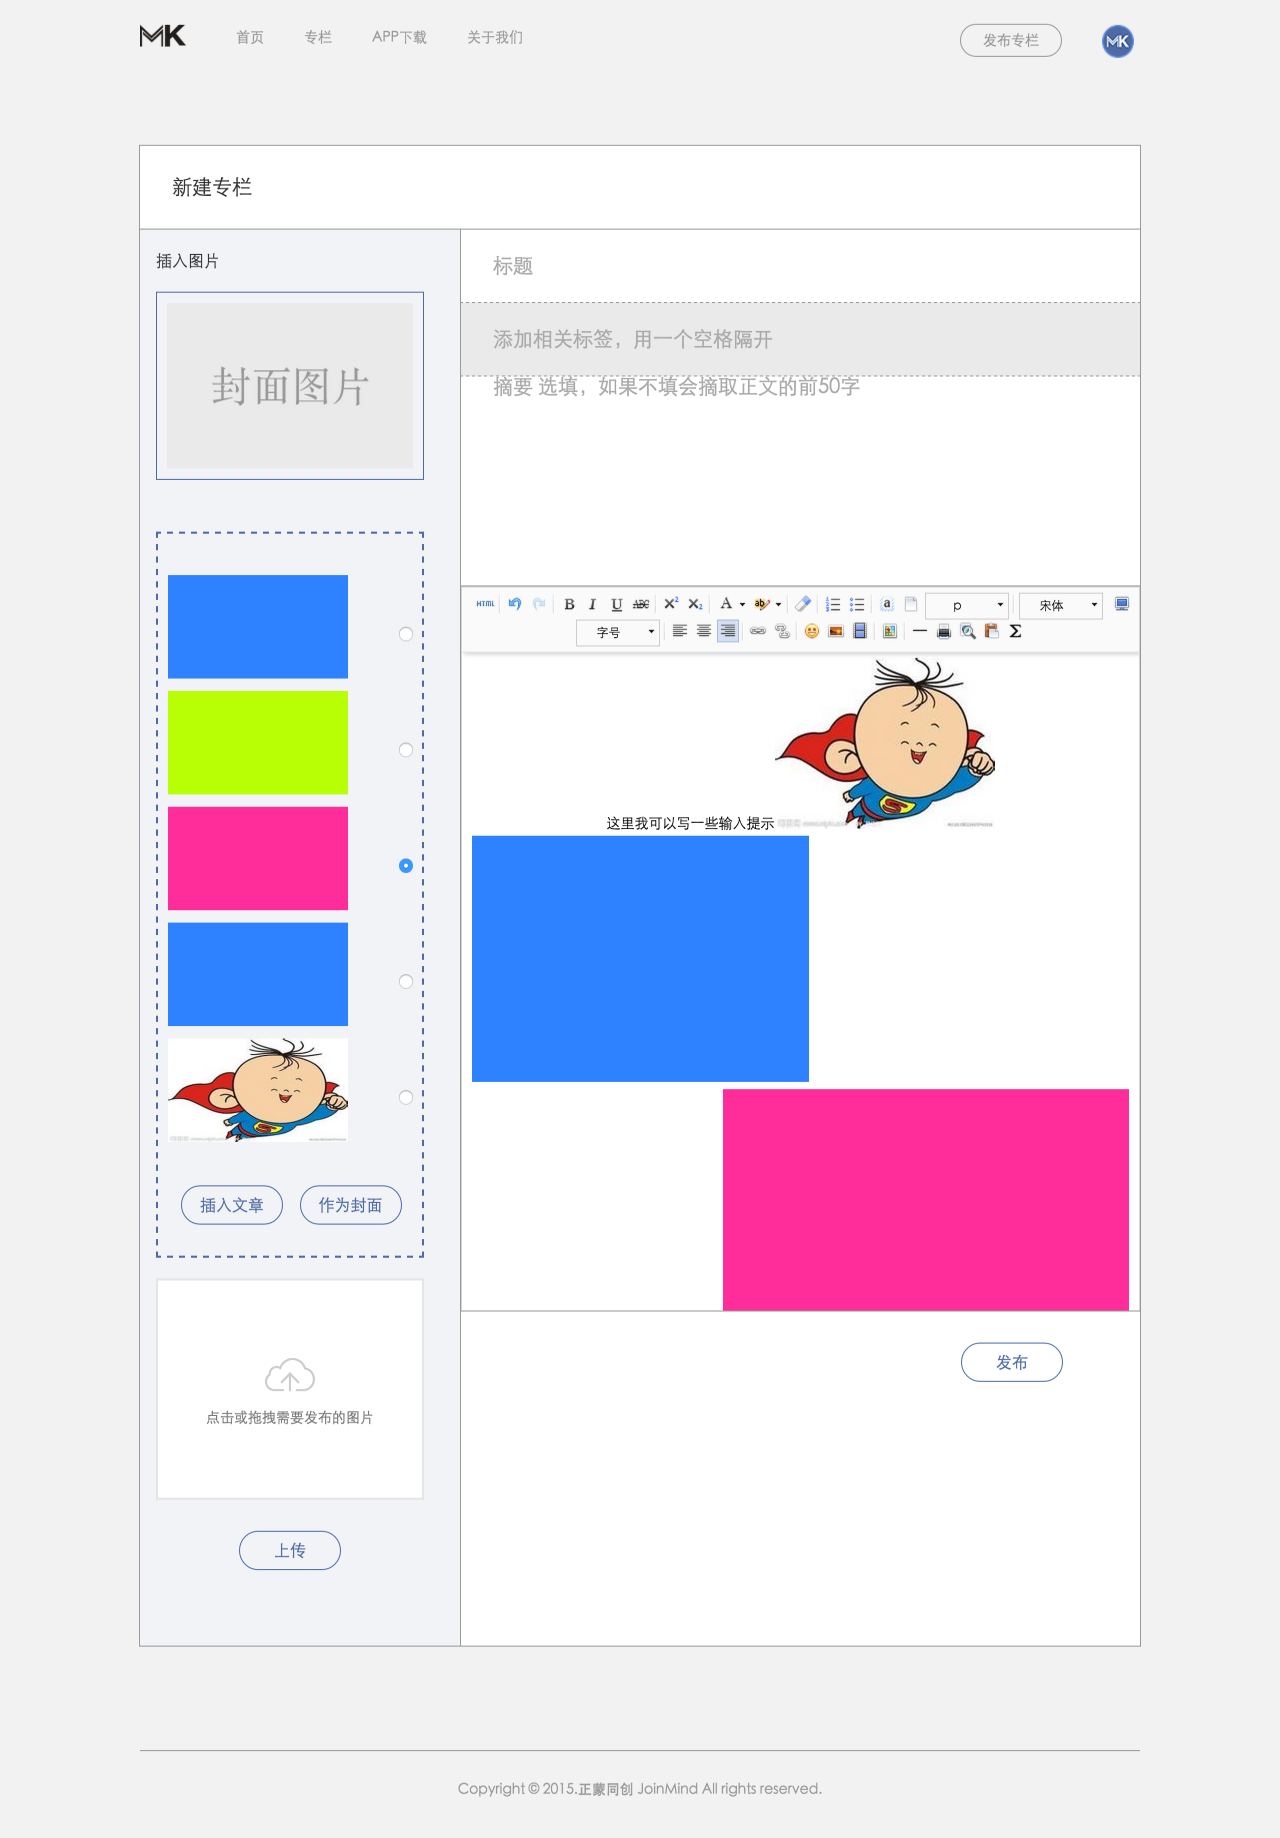 MK 首页 专栏 APP下载 关于我们 发布专栏 MK
新建专栏
插入图片
封面图片
插入文章 作为封面
点击或拖拽需要发布的图片
上传
标题
添加相关标签，用一个空格隔开
摘要 选填，如果不填会摘取正文的前50字
HTML B I U ABC X² X₂ A ab a p 宋体
字号 Σ
这里我可以写一些输入提示
发布
Copyright © 2015.正蒙同创 JoinMind All rights reserved.